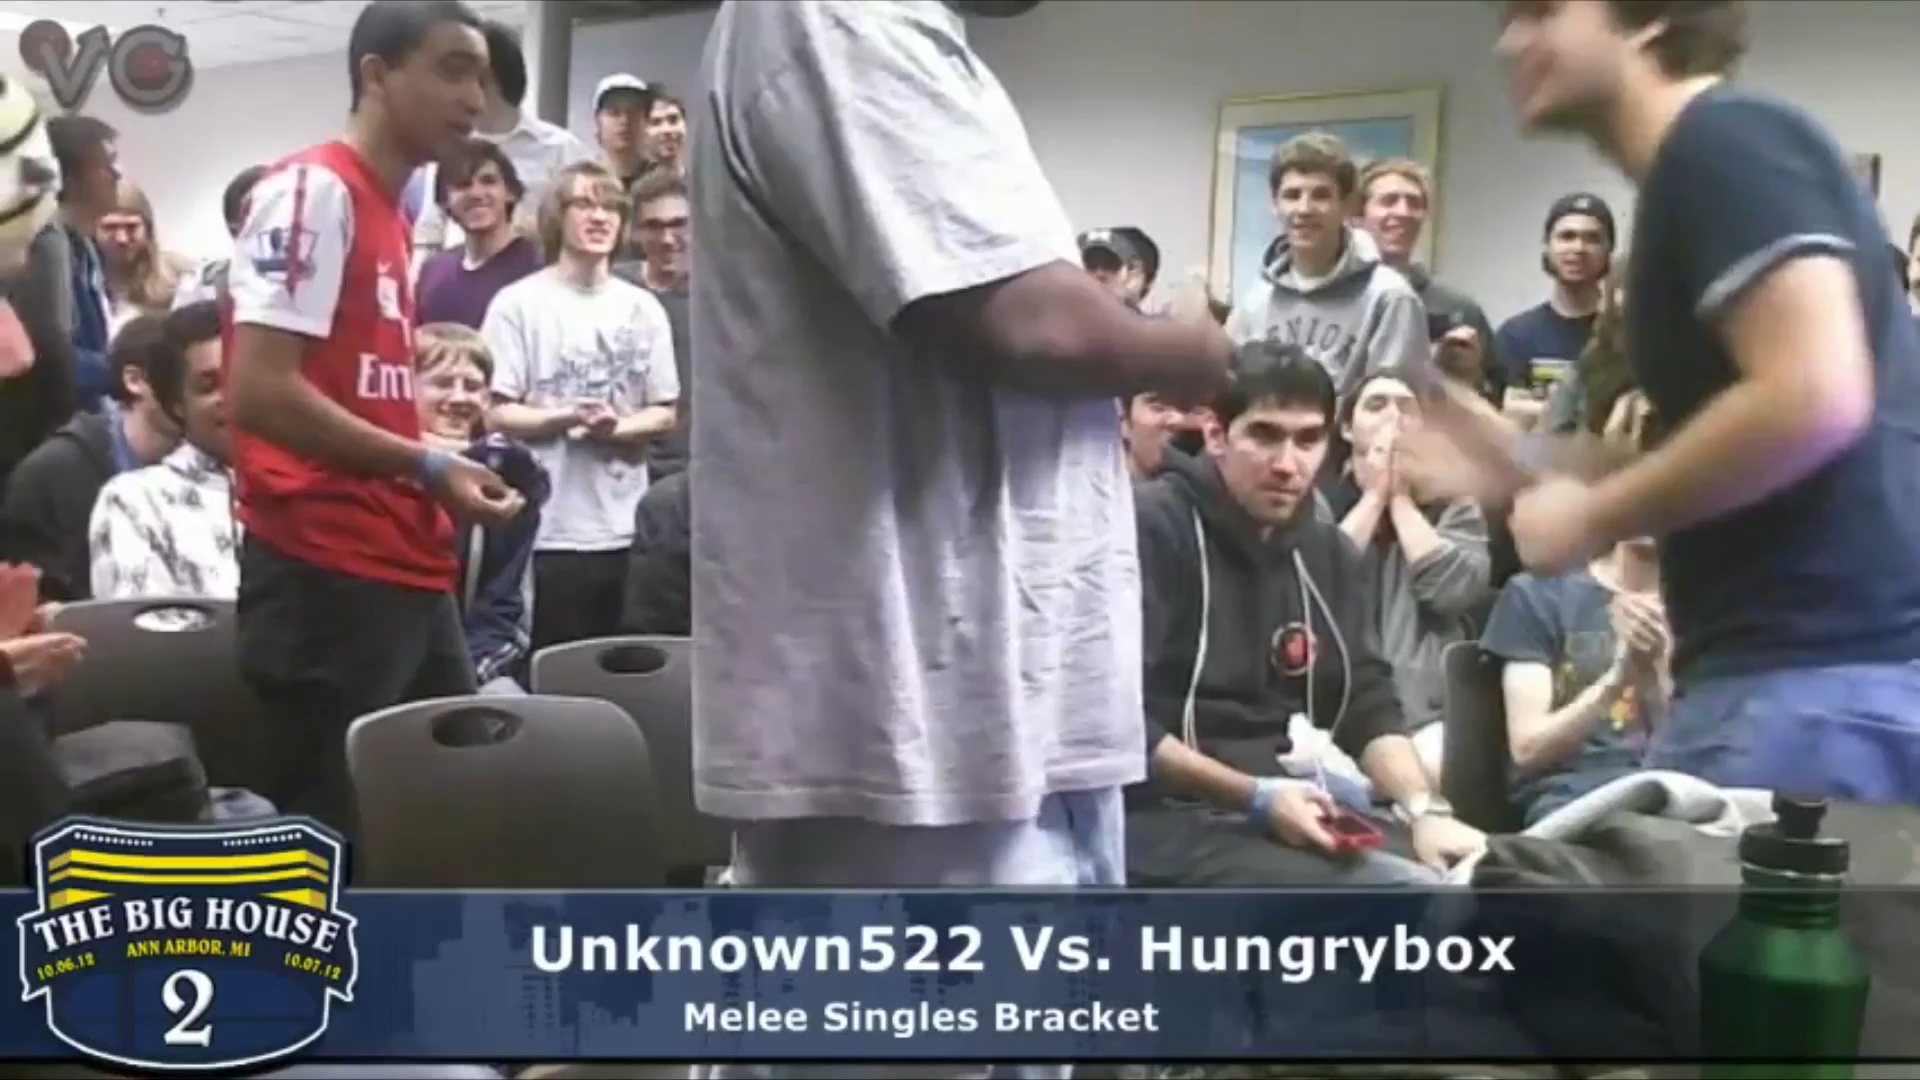 VG
Em
THE BIG HOUSE
ANN ARBOR, MI
10.06.12
10.07.12
2
Unknown522 Vs. Hungrybox
Melee Singles Bracket